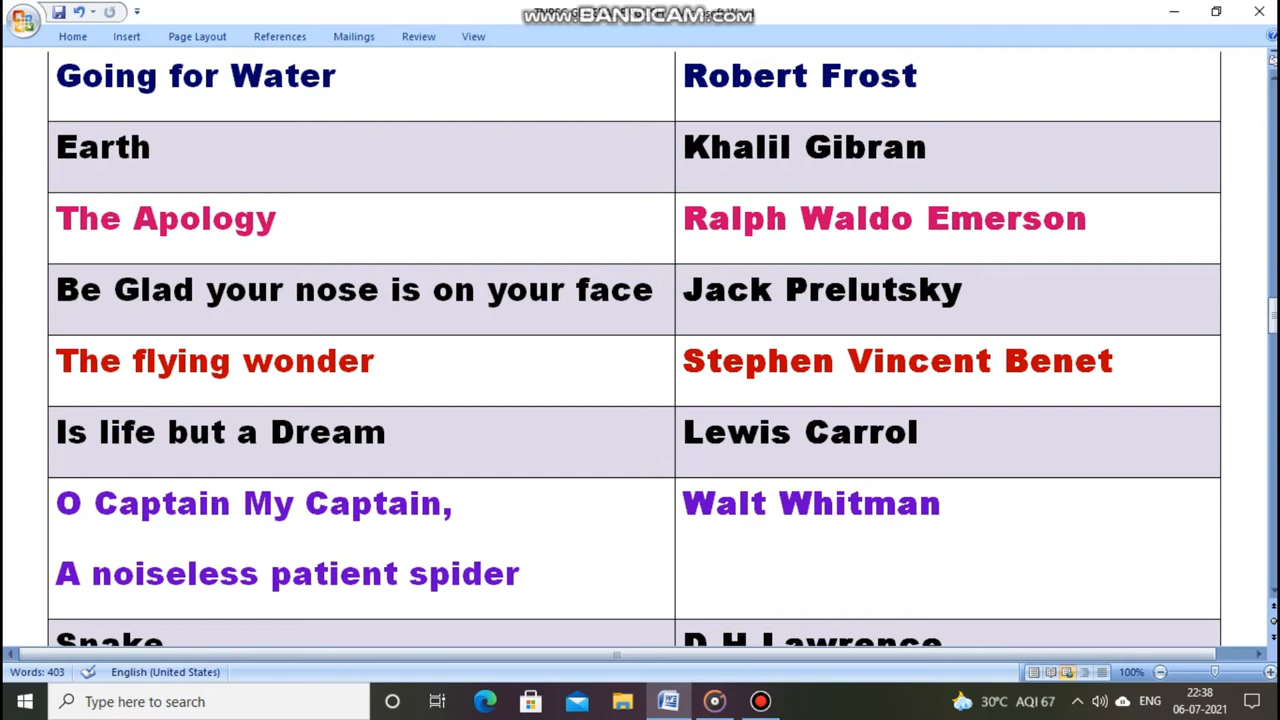 www.BANDICAM.com
Home Insert Page Layout References Mailings Review View
Going for Water Robert Frost
Earth Khalil Gibran
The Apology Ralph Waldo Emerson
Be Glad your nose is on your face Jack Prelutsky
The flying wonder Stephen Vincent Benet
Is life but a Dream Lewis Carrol
O Captain My Captain, Walt Whitman
A noiseless patient spider
Snake D H Lawrence
Words: 403 English (United States) 100%
Type here to search 30°C AQI 67 ENG 22:38
06-07-2021